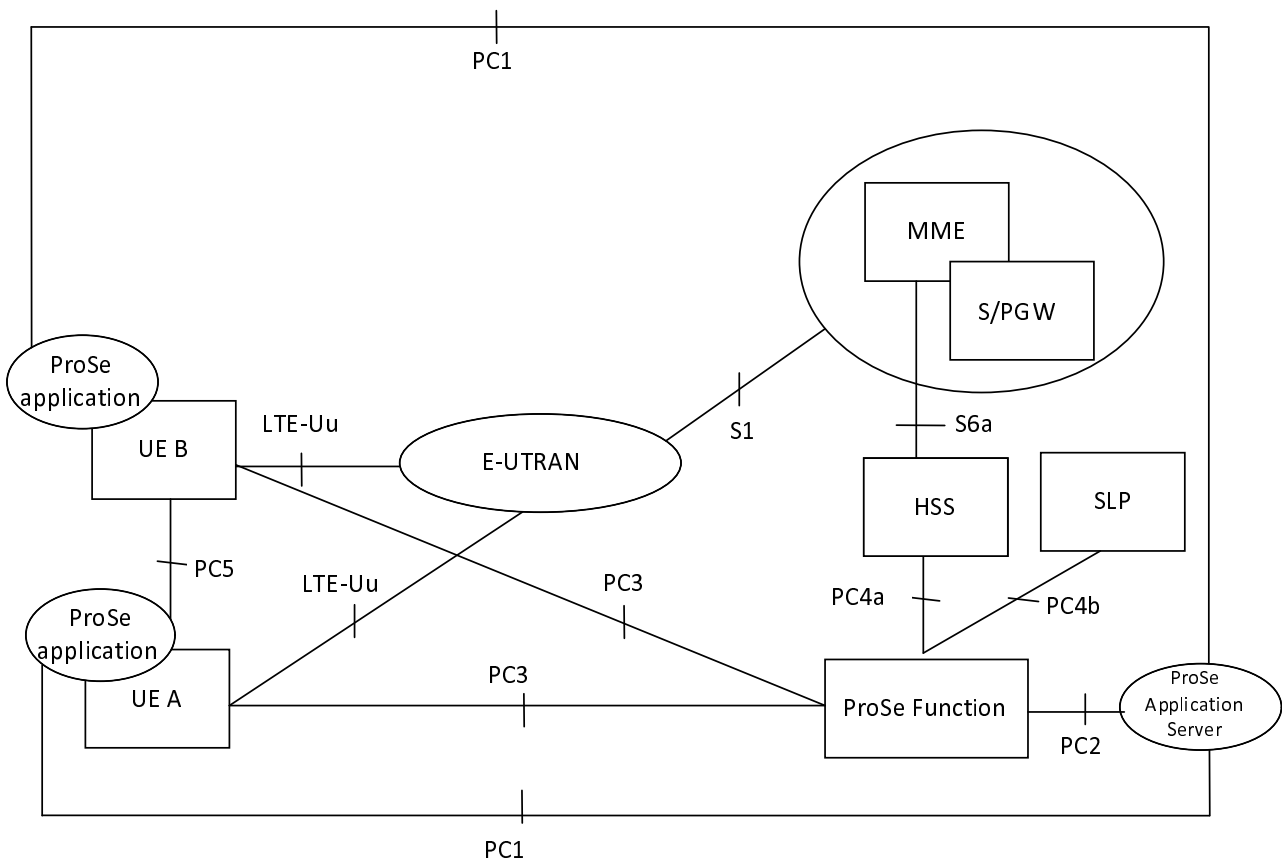 PC1
MME
S/PGW
ProSe
application
UE B
LTE-Uu
E-UTRAN
S1
S6a
HSS
SLP
PC5
LTE-Uu
PC3
PC4a
PC4b
ProSe
application
UE A
PC3
ProSe Function
PC2
ProSe
Application
Server
PC1